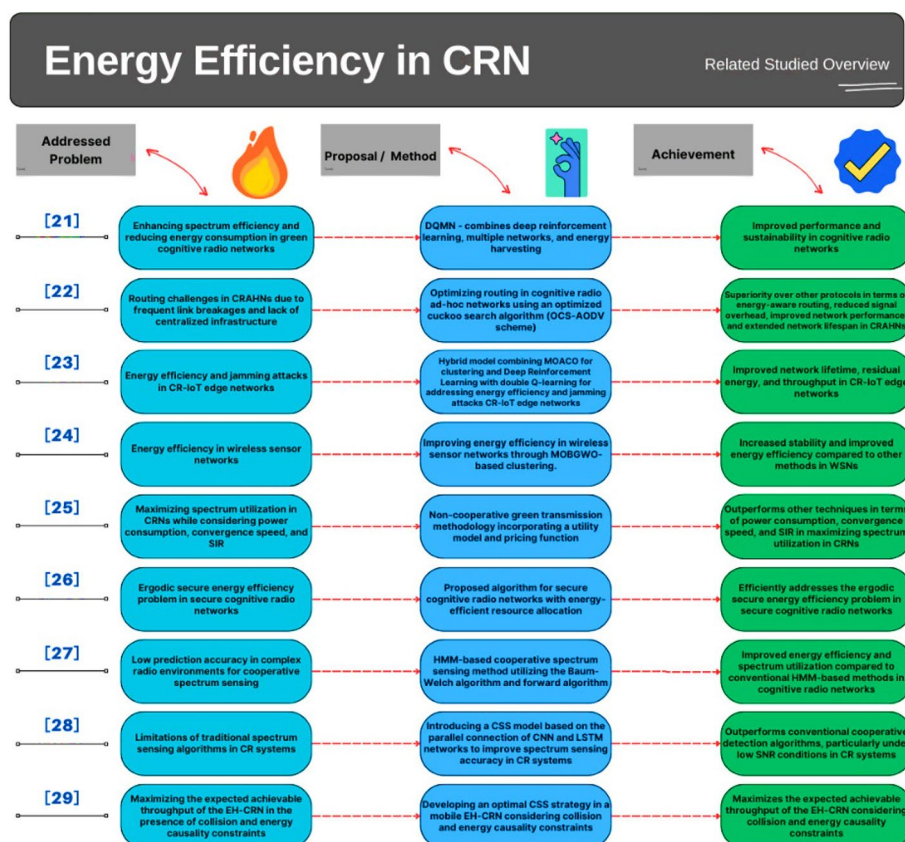 Energy Efficiency in CRN
Related Studied Overview
Addressed
Problem
Proposal / Method
Achievement
[21]
Enhancing spectrum efficiency and
reducing energy consumption in green
cognitive radio networks
DQMN - combines deep reinforcement
learning, multiple networks, and energy
harvesting
Improved performance and
sustainability in cognitive radio
networks
[22]
Routing challenges in CRAHNs due to
frequent link breakages and lack of
centralized infrastructure
Optimizing routing in cognitive radio
ad-hoc networks using an optimized
cuckoo search algorithm (OCS-AODV
scheme)
Superiority over other protocols in terms of
energy-aware routing, reduced signal
overhead, improved network performance
and extended network lifespan in CRAHNs
[23]
Energy efficiency and jamming attacks
in CR-IoT edge networks
Hybrid model combining MOACO for
clustering and Deep Reinforcement
Learning with double Q-learning for
addressing energy efficiency and jamming
attacks CR-IoT edge networks
Improved network lifetime, residual
energy, and throughput in CR-IoT edge
networks
[24]
Energy efficiency in wireless sensor
networks
Improving energy efficiency in wireless
sensor networks through MOBGWO-
based clustering.
Increased stability and improved
energy efficiency compared to other
methods in WSNs
[25]
Maximizing spectrum utilization in
CRNs while considering power
consumption, convergence speed, and
SIR
Non-cooperative green transmission
methodology incorporating a utility
model and pricing function
Outperforms other techniques in term
of power consumption, convergence
speed, and SIR in maximizing spectrum
utilization in CRNs
[26]
Ergodic secure energy efficiency
problem in secure cognitive radio
networks
Proposed algorithm for secure
cognitive radio networks with energy-
efficient resource allocation
Efficiently addresses the ergodic
secure energy efficiency problem in
secure cognitive radio networks
[27]
Low prediction accuracy in complex
radio environments for cooperative
spectrum sensing
HMM-based cooperative spectrum
sensing method utilizing the Baum-
Welch algorithm and forward algorithm
Improved energy efficiency and
spectrum utilization compared to
conventional HMM-based methods in
cognitive radio networks
[28]
Limitations of traditional spectrum
sensing algorithms in CR systems
Introducing a CSS model based on the
parallel connection of CNN and LSTM
networks to improve spectrum sensing
accuracy in CR systems
Outperforms conventional cooperative
detection algorithms, particularly unde
low SNR conditions in CR systems
[29]
Maximizing the expected achievable
throughput of the EH-CRN in the
presence of collision and energy
causality constraints
Developing an optimal CSS strategy in a
mobile EH-CRN considering collision
and energy causality constraints
Maximizes the expected achievable
throughput of the EH-CRN considering
collision and energy causality
constraints